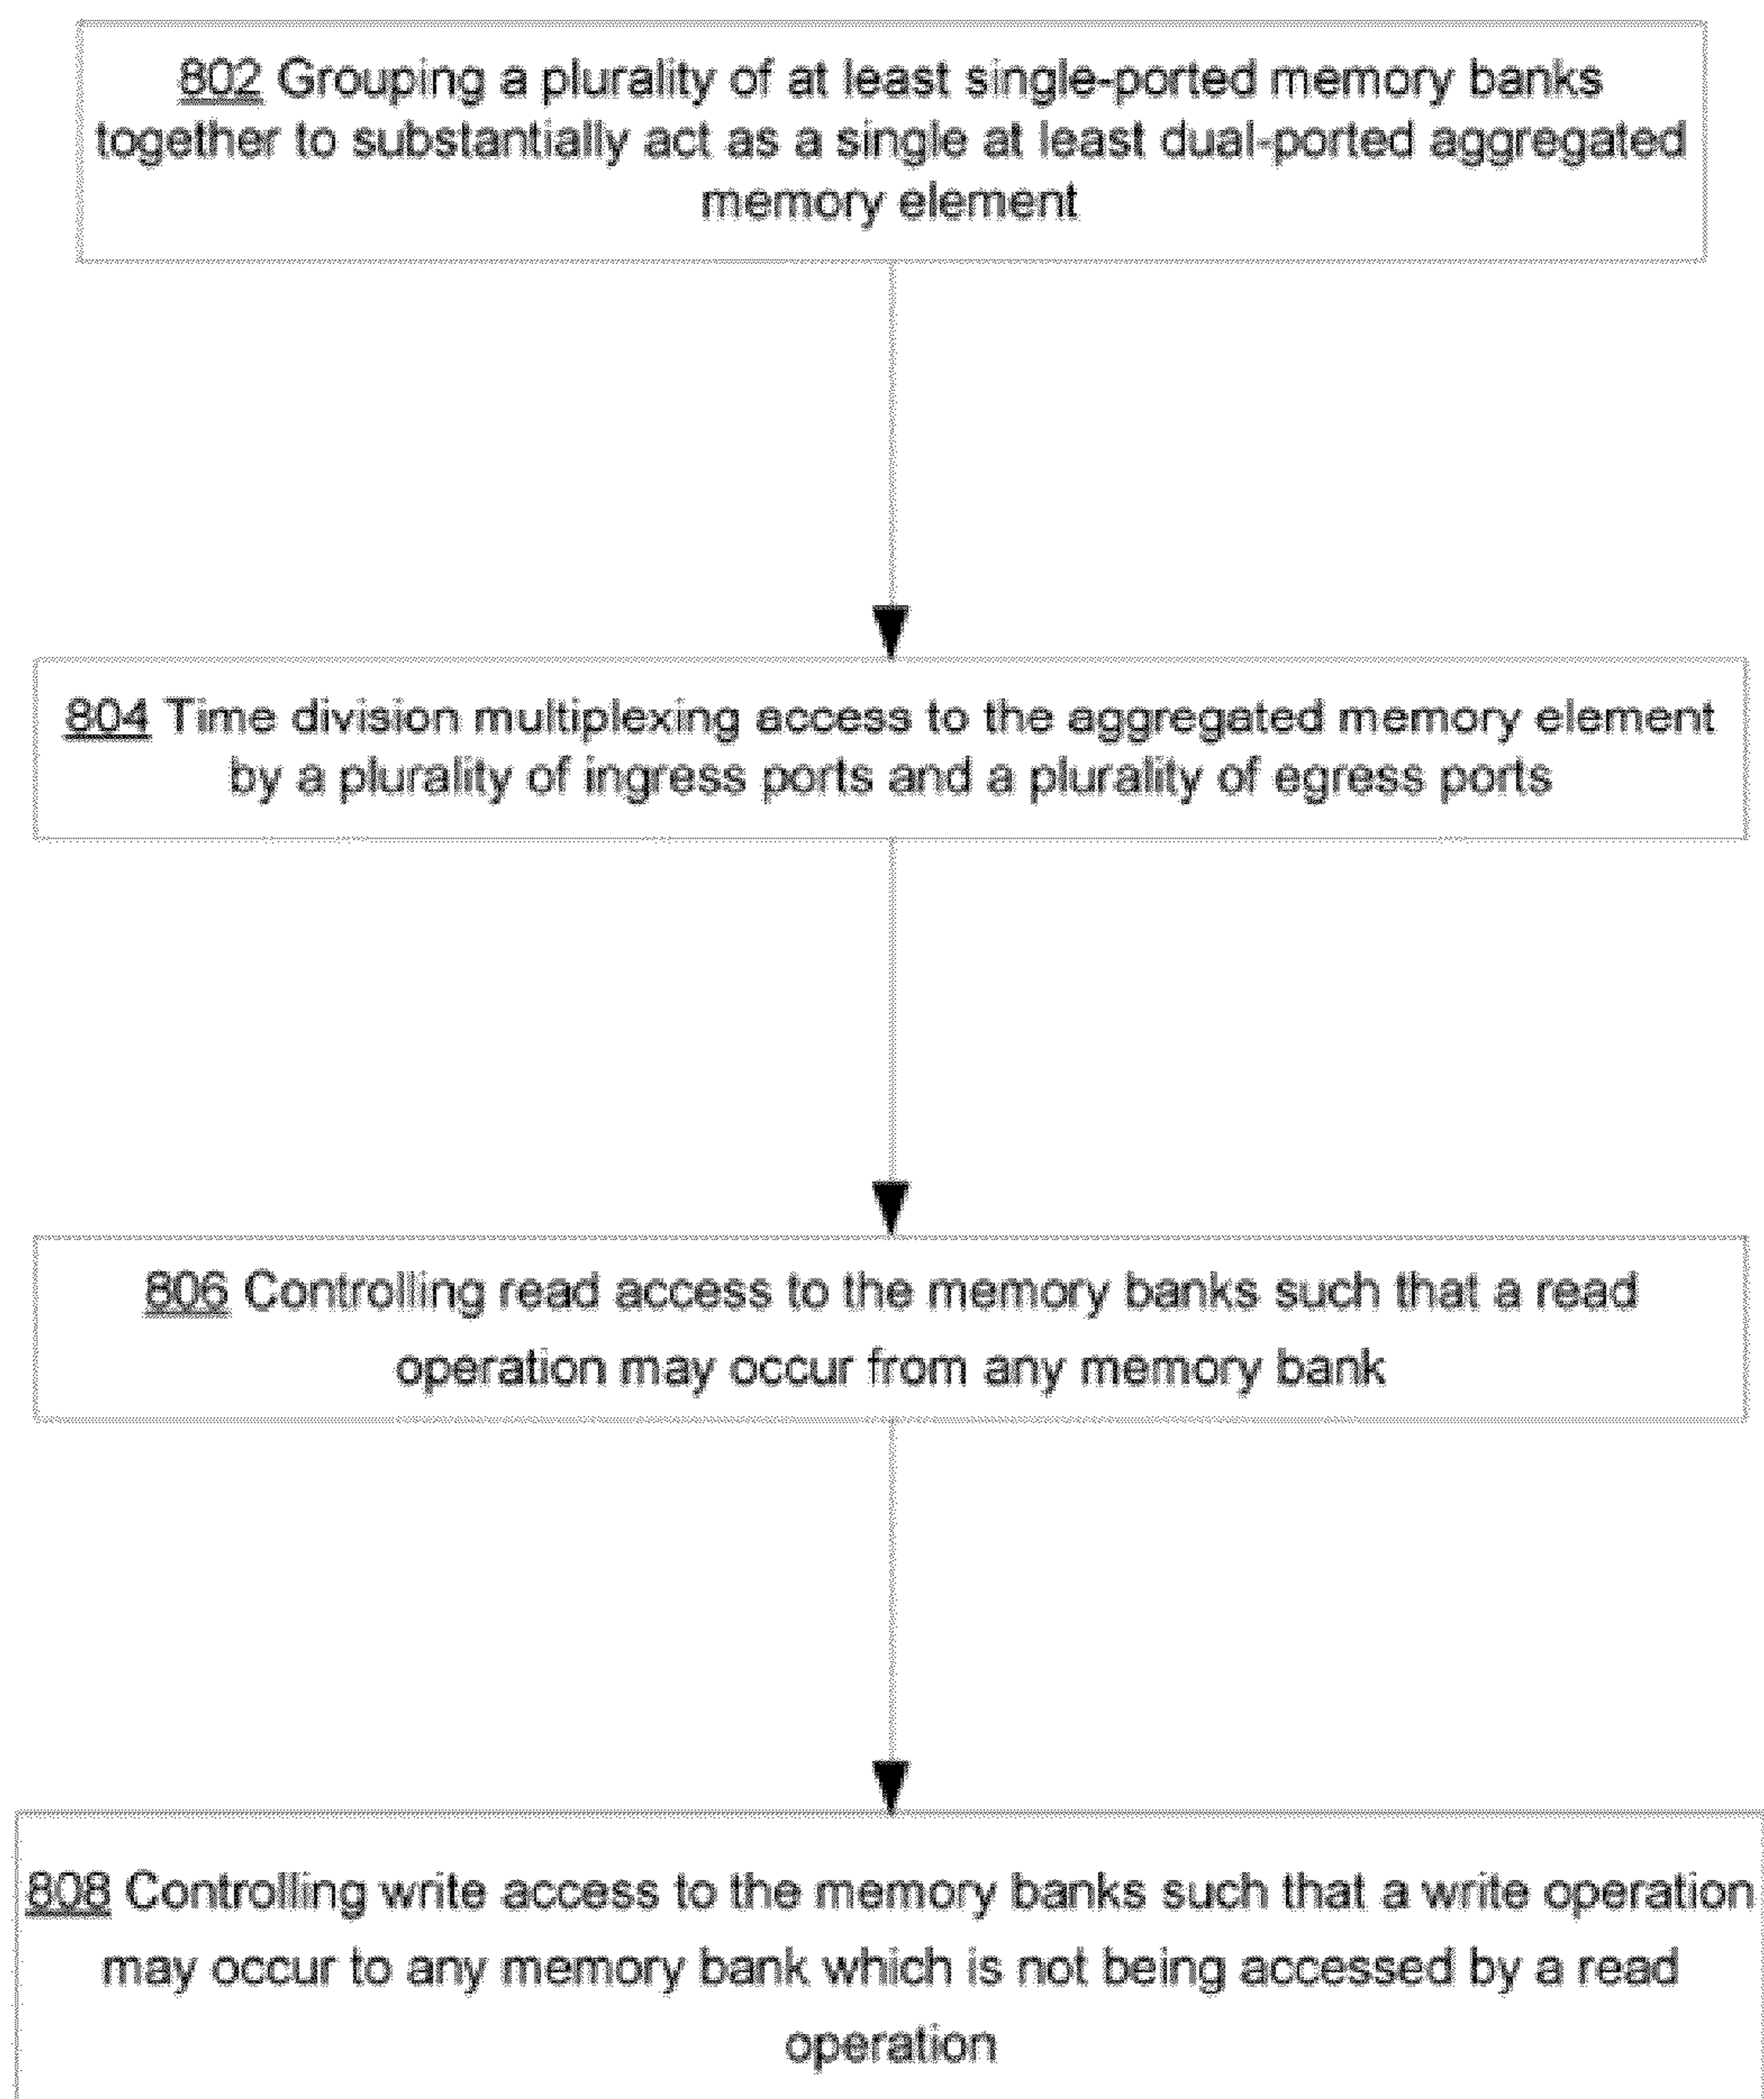 802 Grouping a plurality of at least single-ported memory banks
together to substantially act as a single at least dual-ported aggregated
memory element
804 Time division multiplexing access to the aggregated memory element
by a plurality of ingress ports and a plurality of egress ports
806 Controlling read access to the memory banks such that a read
operation may occur from any memory bank
808 Controlling write access to the memory banks such that a write operation
may occur to any memory bank which is not being accessed by a read
operation